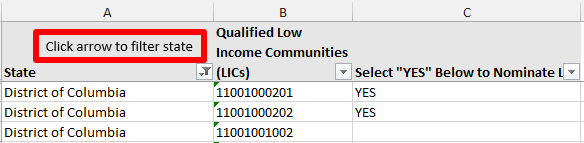 A B C
Click arrow to filter state
Qualified Low
Income Communities
State (LICs) Select "YES" Below to Nominate L
District of Columbia 11001000201 YES
District of Columbia 11001000202 YES
District of Columbia 11001001002